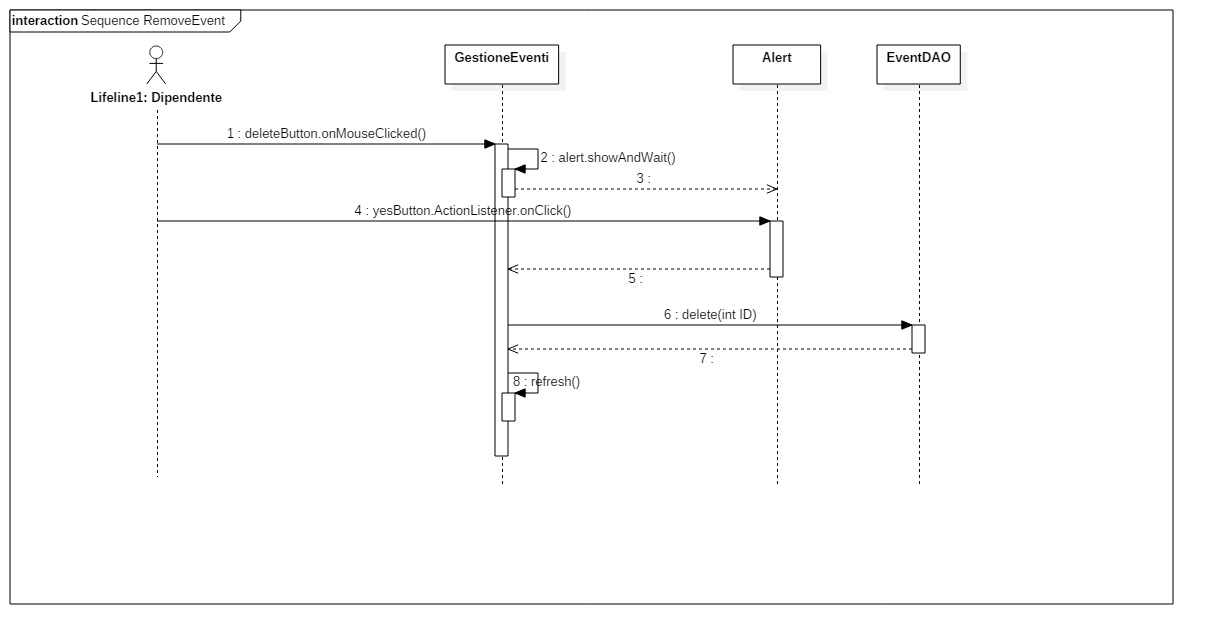 interaction Sequence RemoveEvent
GestioneEventi
Alert
EventDAO
Lifeline1: Dipendente
1 : deleteButton.onMouseClicked()
2 : alert.showAndWait()
3 :
4 : yesButton.ActionListener.onClick()
5 :
6 : delete(int ID)
7 :
8 : refresh()